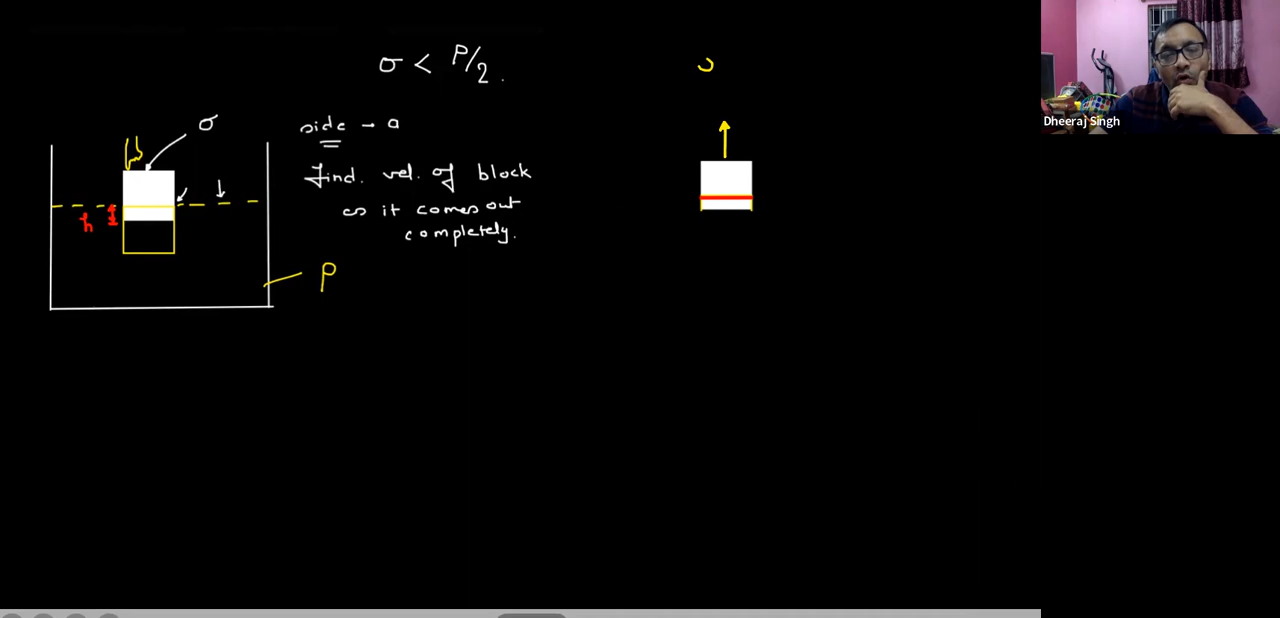 σ < ρ/2.
σ
side - a
find. vel. of block
as it comes out
completely.
h
ρ
Dheeraj Singh